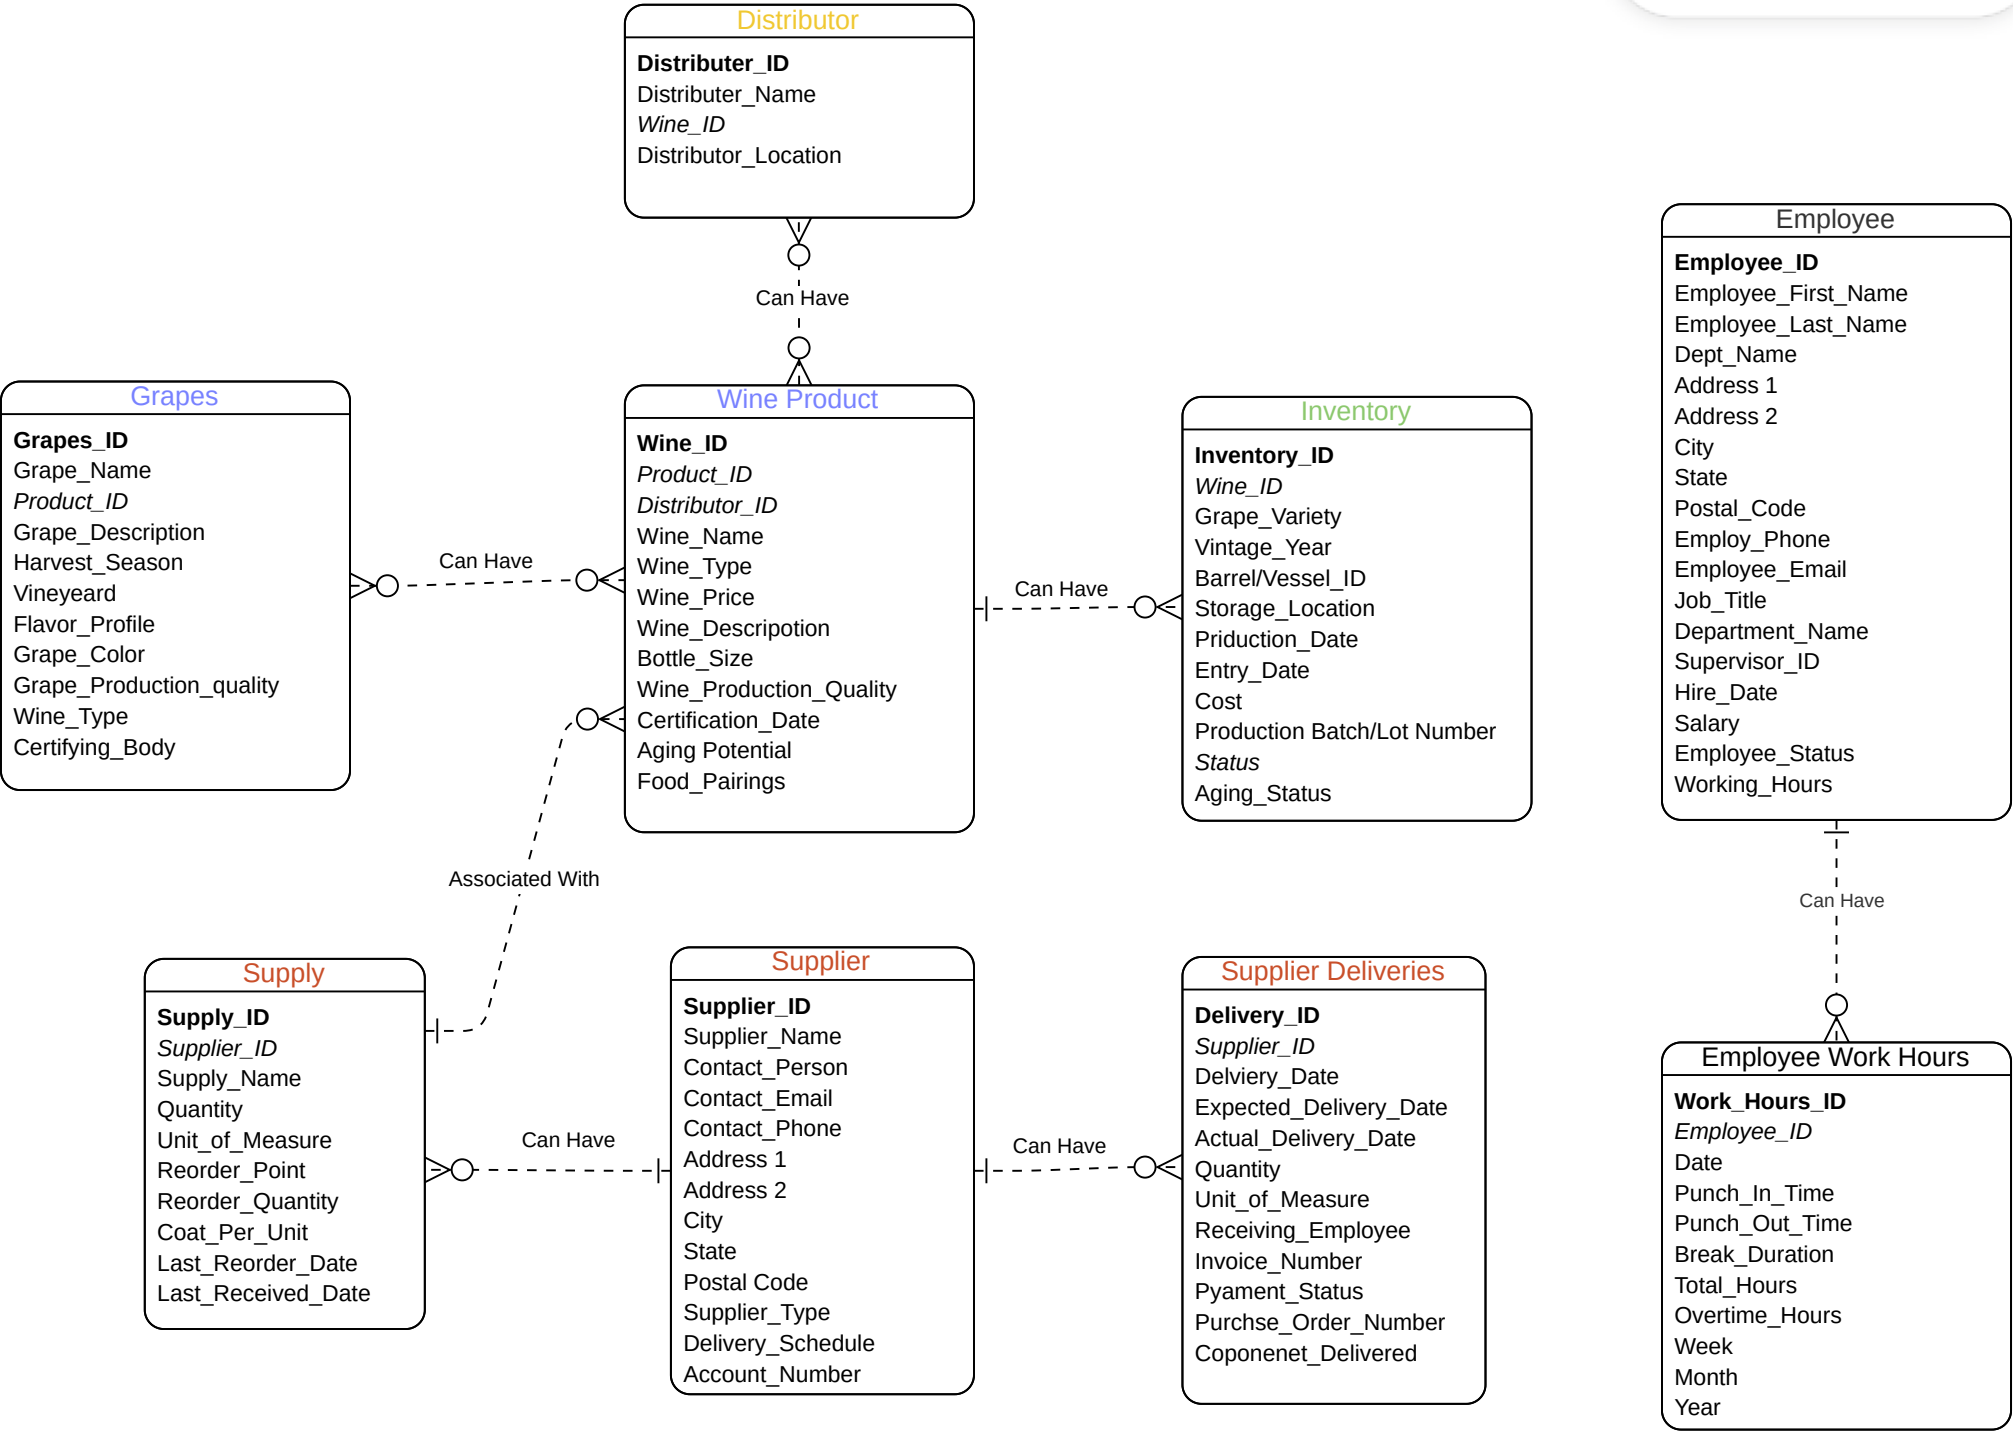 Distributor
Distributer_ID
Distributer_Name
Wine_ID
Distributor_Location
Can Have
Grapes
Grapes_ID
Grape_Name
Product_ID
Grape_Description
Harvest_Season
Vineyeard
Flavor_Profile
Grape_Color
Grape_Production_quality
Wine_Type
Certifying_Body
Can Have
Wine Product
Wine_ID
Product_ID
Distributor_ID
Wine_Name
Wine_Type
Wine_Price
Wine_Descripotion
Bottle_Size
Wine_Production_Quality
Certification_Date
Aging Potential
Food_Pairings
Can Have
Inventory
Inventory_ID
Wine_ID
Grape_Variety
Vintage_Year
Barrel/Vessel_ID
Storage_Location
Priduction_Date
Entry_Date
Cost
Production Batch/Lot Number
Status
Aging_Status
Employee
Employee_ID
Employee_First_Name
Employee_Last_Name
Dept_Name
Address 1
Address 2
City
State
Postal_Code
Employ_Phone
Employee_Email
Job_Title
Department_Name
Supervisor_ID
Hire_Date
Salary
Employee_Status
Working_Hours
Can Have
Associated With
Supply
Supply_ID
Supplier_ID
Supply_Name
Quantity
Unit_of_Measure
Reorder_Point
Reorder_Quantity
Coat_Per_Unit
Last_Reorder_Date
Last_Received_Date
Can Have
Supplier
Supplier_ID
Supplier_Name
Contact_Person
Contact_Email
Contact_Phone
Address 1
Address 2
City
State
Postal Code
Supplier_Type
Delivery_Schedule
Account_Number
Can Have
Supplier Deliveries
Delivery_ID
Supplier_ID
Delviery_Date
Expected_Delivery_Date
Actual_Delivery_Date
Quantity
Unit_of_Measure
Receiving_Employee
Invoice_Number
Pyament_Status
Purchse_Order_Number
Coponenet_Delivered
Employee Work Hours
Work_Hours_ID
Employee_ID
Date
Punch_In_Time
Punch_Out_Time
Break_Duration
Total_Hours
Overtime_Hours
Week
Month
Year